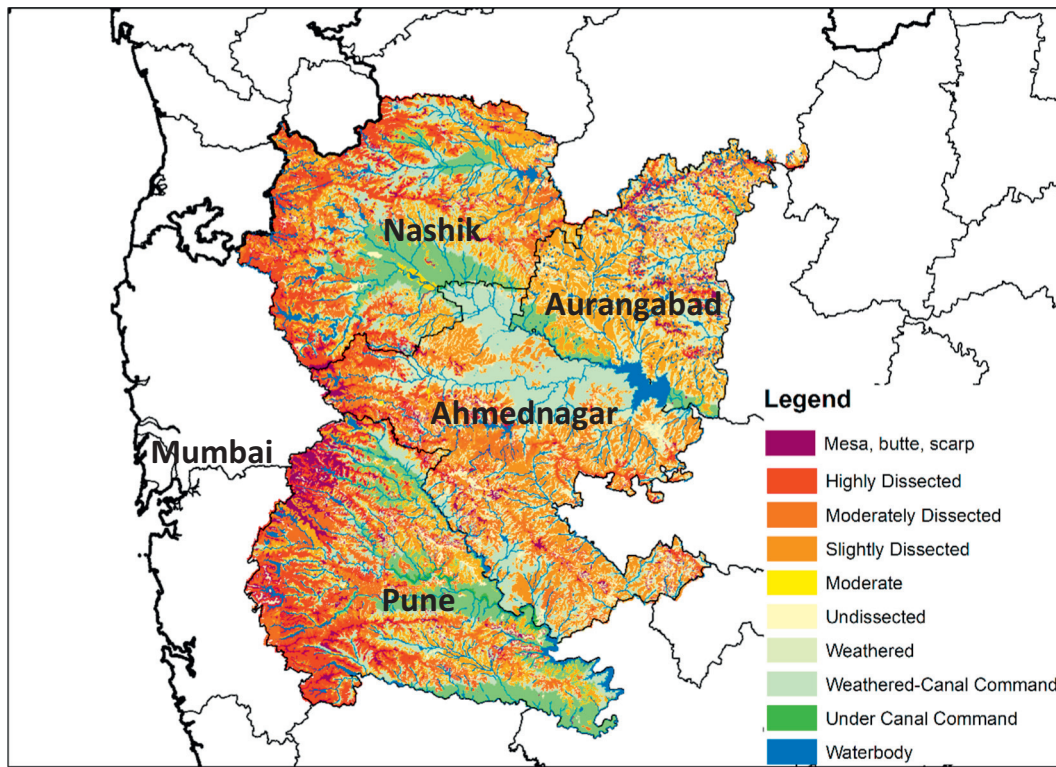 Nashik
Aurangabad
Ahmednagar
Mumbai
Pune
Legend
Mesa, butte, scarp
Highly Dissected
Moderately Dissected
Slightly Dissected
Moderate
Undissected
Weathered
Weathered-Canal Command
Under Canal Command
Waterbody